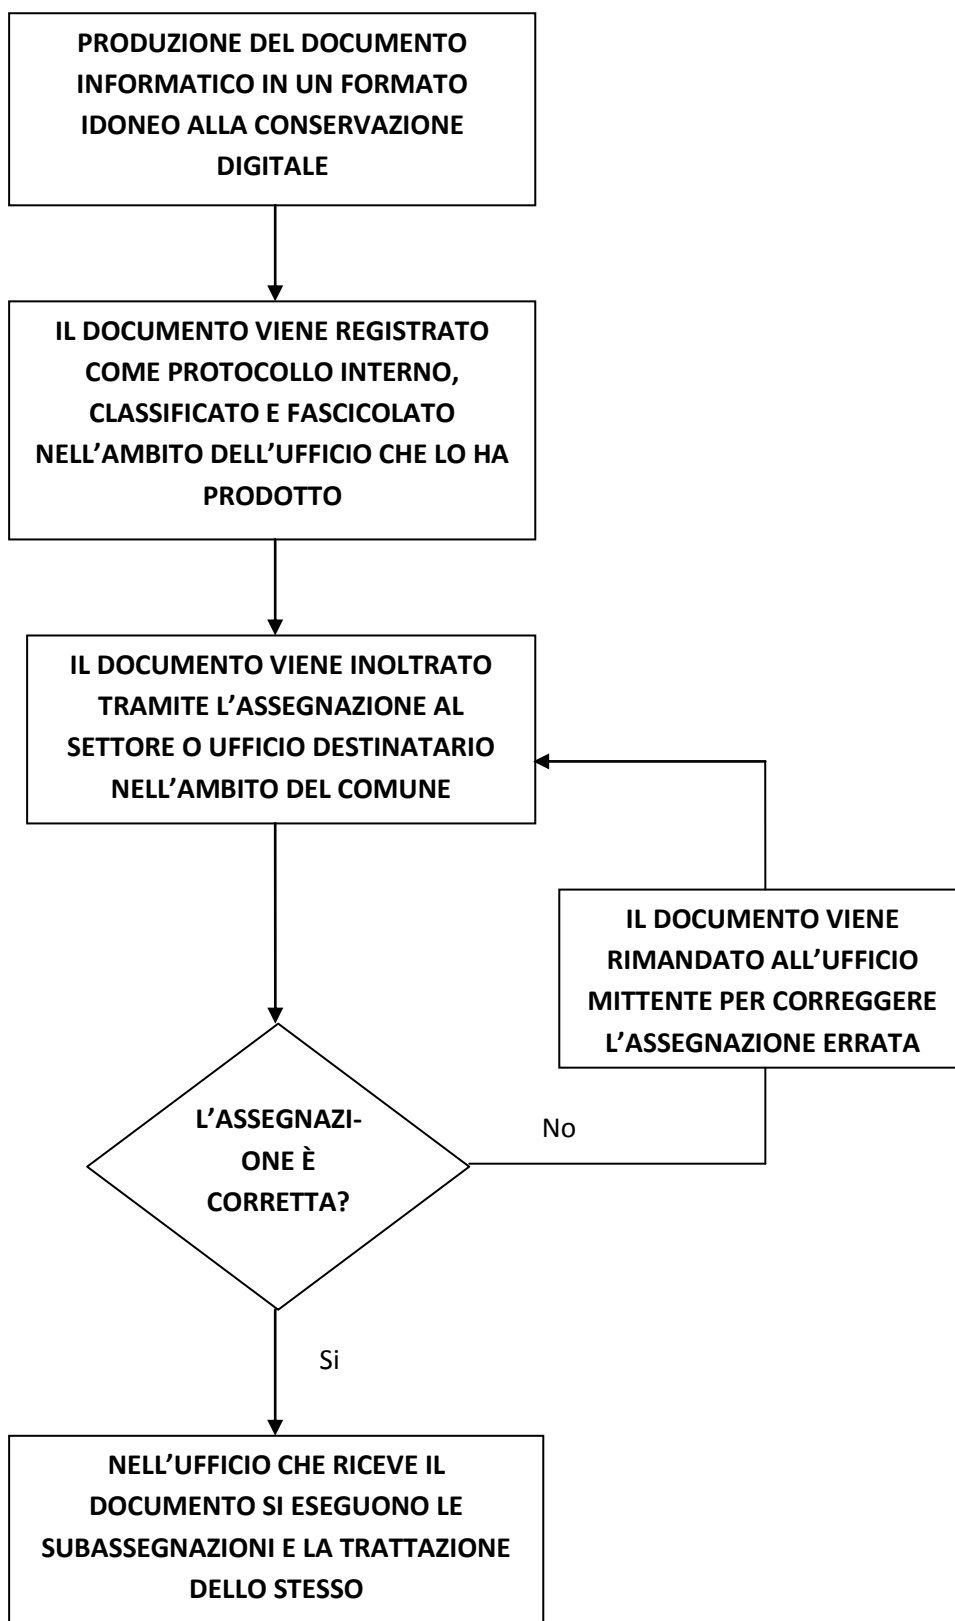 PRODUZIONE DEL DOCUMENTO
INFORMATICO IN UN FORMATO
IDONEO ALLA CONSERVAZIONE
DIGITALE
IL DOCUMENTO VIENE REGISTRATO
COME PROTOCOLLO INTERNO,
CLASSIFICATO E FASCICOLATO
NELL’AMBITO DELL’UFFICIO CHE LO HA
PRODOTTO
IL DOCUMENTO VIENE INOLTRATO
TRAMITE L’ASSEGNAZIONE AL
SETTORE O UFFICIO DESTINATARIO
NELL’AMBITO DEL COMUNE
IL DOCUMENTO VIENE
RIMANDATO ALL’UFFICIO
MITTENTE PER CORREGGERE
L’ASSEGNAZIONE ERRATA
L’ASSEGNAZI-
ONE È
CORRETTA?
No
Si
NELL’UFFICIO CHE RICEVE IL
DOCUMENTO SI ESEGUONO LE
SUBASSEGNAZIONI E LA TRATTAZIONE
DELLO STESSO